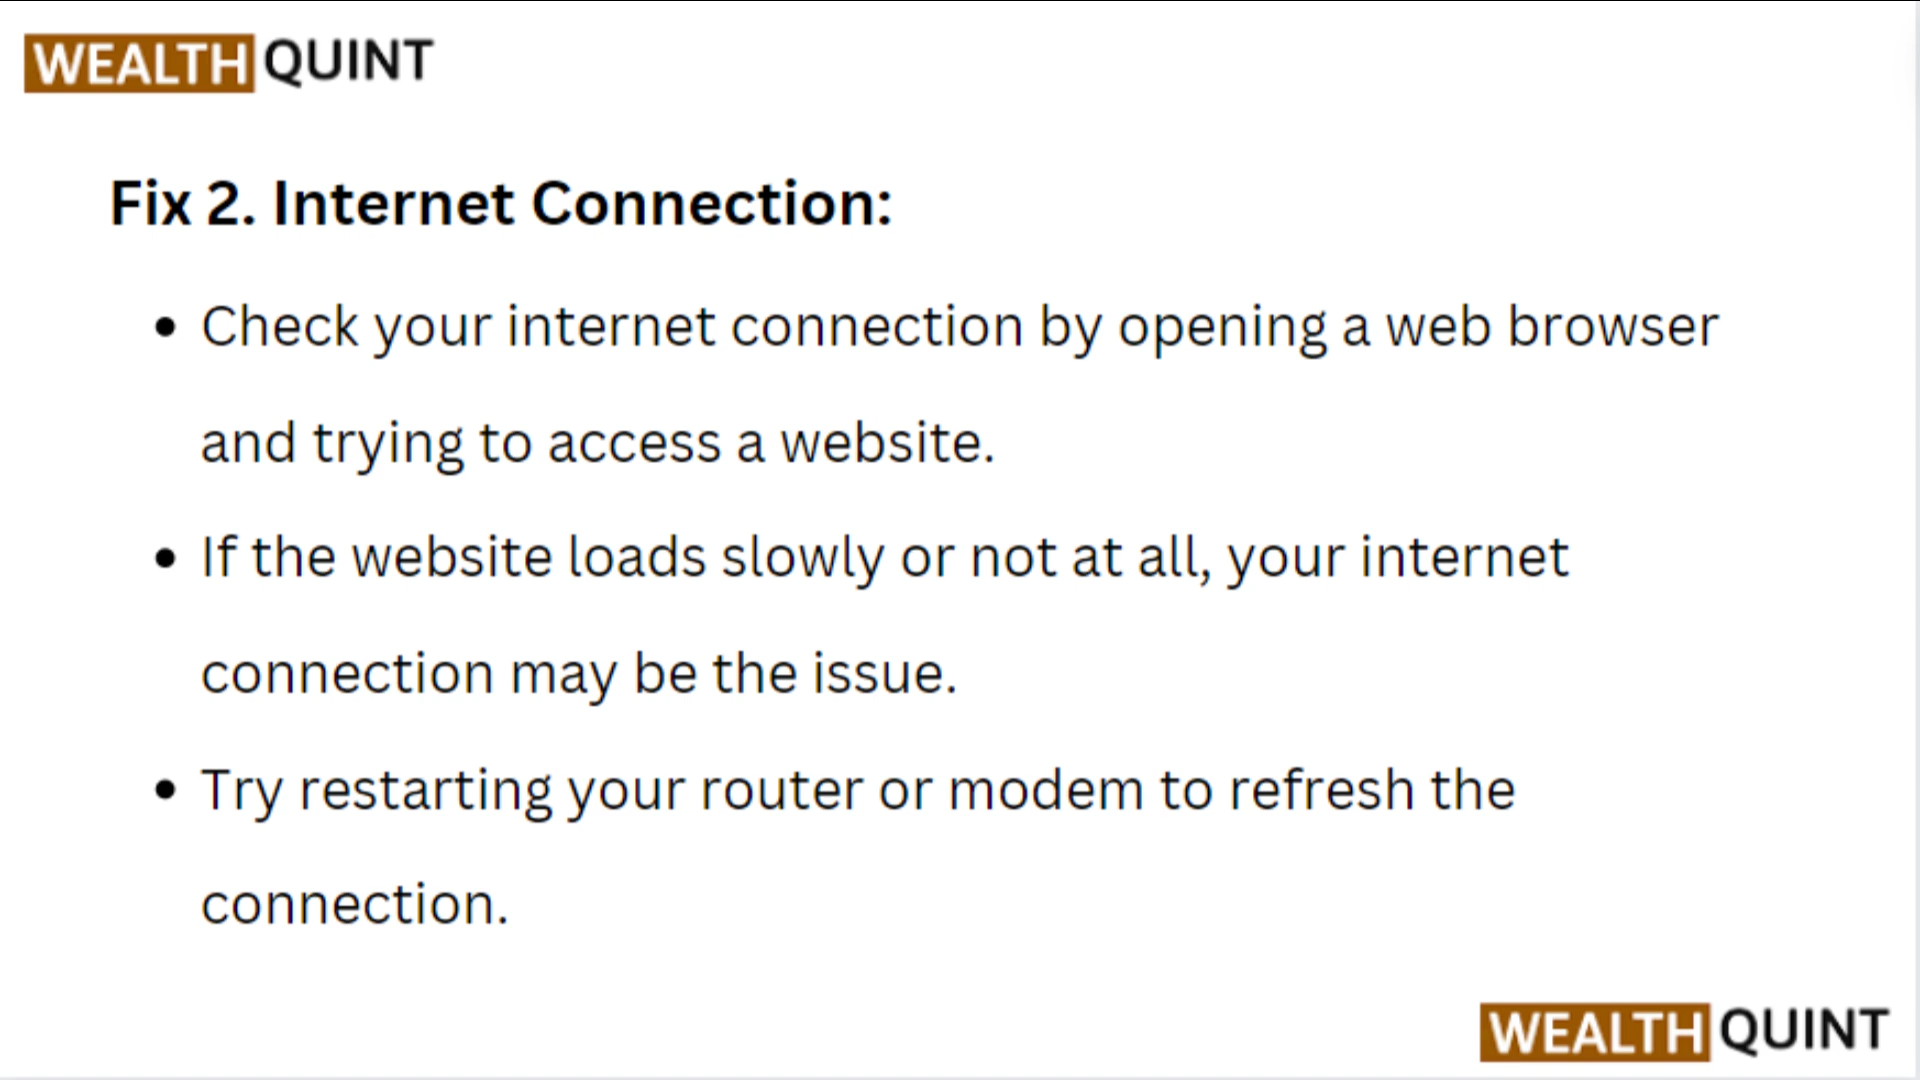 WEALTH QUINT
Fix 2. Internet Connection:
• Check your internet connection by opening a web browser
and trying to access a website.
• If the website loads slowly or not at all, your internet
connection may be the issue.
• Try restarting your router or modem to refresh the
connection.
WEALTH QUINT